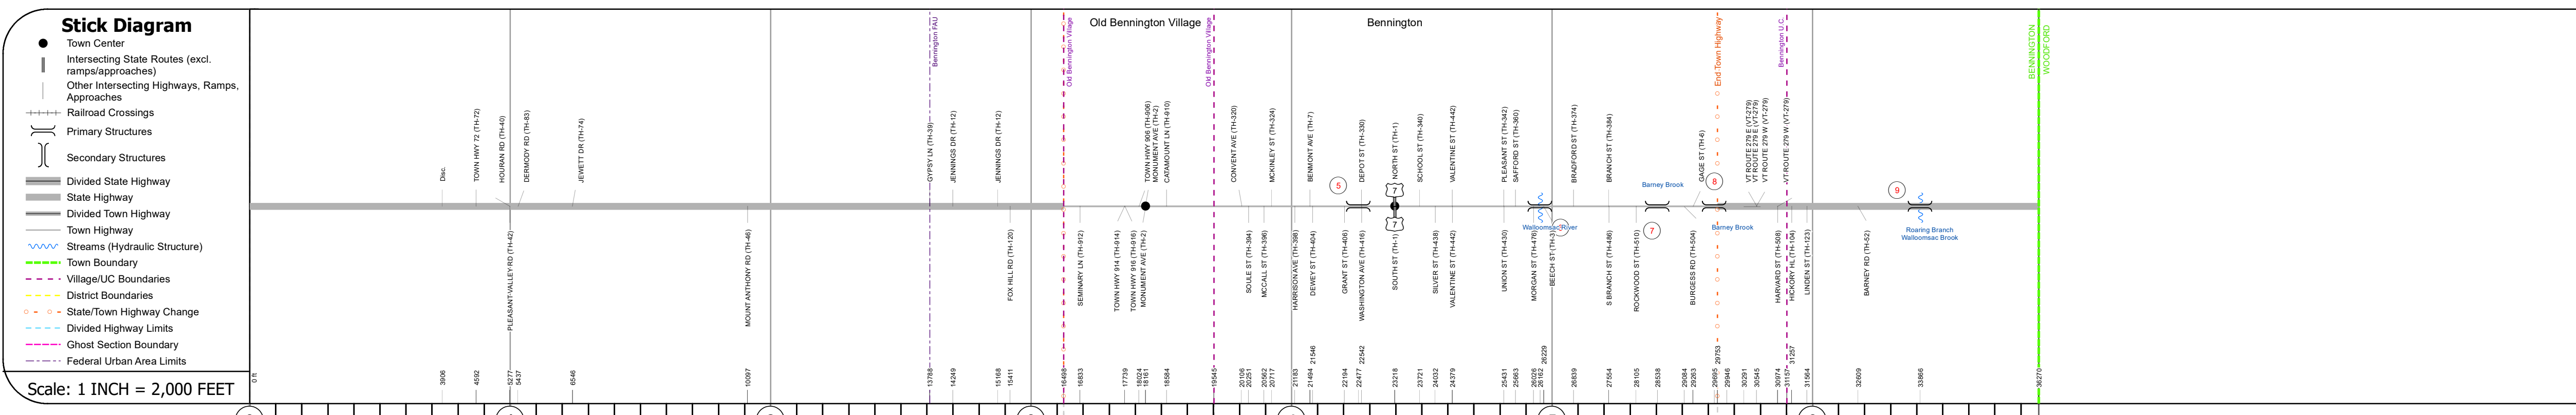 Stick Diagram
Town Center
Intersecting State Routes (excl.
ramps/approaches)
Other Intersecting Highways, Ramps,
Approaches
Railroad Crossings
Primary Structures
Secondary Structures
Divided State Highway
State Highway
Divided Town Highway
Town Highway
Streams (Hydraulic Structure)
Town Boundary
Village/UC Boundaries
District Boundaries
State/Town Highway Change
Divided Highway Limits
Ghost Section Boundary
Federal Urban Area Limits
Scale: 1 INCH = 2,000 FEET
Old Bennington Village
Bennington
Bennington FAU
Old Bennington Village
Old Bennington Village
End Town Highway
Bennington U.C.
BENNINGTON
WOODFORD
Disc.
TOWN HWY 72 (TH-72)
HOURAN RD (TH-40)
DERMODY RD (TH-83)
JEWETT DR (TH-74)
GYPSY LN (TH-39)
JENNINGS DR (TH-12)
JENNINGS DR (TH-12)
TOWN HWY 906 (TH-906)
MONUMENT AVE (TH-2)
CATAMOUNT LN (TH-910)
CONVENT AVE (TH-320)
MCKINLEY ST (TH-324)
BENMONT AVE (TH-7)
DEPOT ST (TH-330)
NORTH ST (TH-1)
SCHOOL ST (TH-340)
VALENTINE ST (TH-442)
PLEASANT ST (TH-342)
SAFFORD ST (TH-360)
BRADFORD ST (TH-374)
BRANCH ST (TH-384)
GAGE ST (TH-6)
VT ROUTE 279 E (VT-279)
VT ROUTE 279 E (VT-279)
VT ROUTE 279 W (VT-279)
VT ROUTE 279 W (VT-279)
5
7
7
Barney Brook
8
9
Walloomsac River
7
Barney Brook
Roaring Branch
Walloomsac Brook
PLEASANT VALLEY RD (TH-42)
MOUNT ANTHONY RD (TH-46)
FOX HILL RD (TH-120)
SEMINARY LN (TH-912)
TOWN HWY 914 (TH-914)
TOWN HWY 916 (TH-916)
MONUMENT AVE (TH-2)
SOULE ST (TH-394)
MCCALL ST (TH-396)
HARRISON AVE (TH-398)
DEWEY ST (TH-404)
GRANT ST (TH-406)
WASHINGTON AVE (TH-416)
SOUTH ST (TH-1)
SILVER ST (TH-438)
VALENTINE ST (TH-442)
UNION ST (TH-430)
MORGAN ST (TH-476)
BEECH ST (TH-3)
S BRANCH ST (TH-486)
ROCKWOOD ST (TH-510)
BURGESS RD (TH-504)
HARVARD ST (TH-508)
HICKORY HL (TH-104)
LINDEN ST (TH-123)
BARNEY RD (TH-52)
0 ft
3906
4592
5277
5437
6546
10097
13788
14249
15168
15411
16498
16833
17739
18024
18161
18584
19545
20106
20251
20562
20717
21183
21494
21546
22194
22477
22542
23218
23721
24032
24379
25431
25663
26026
26162
26229
26839
27554
28105
28538
29084
29263
29695
29753
29946
30291
30545
30974
31157
31257
31564
32609
33866
36270